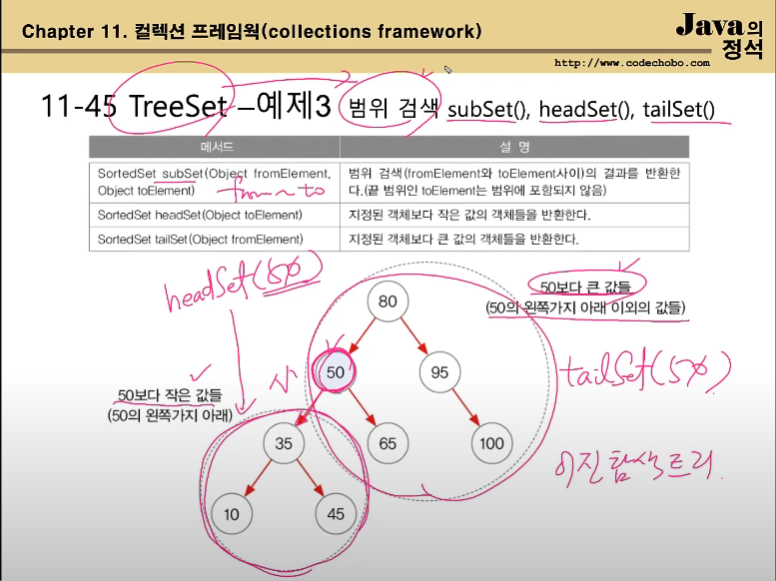 Chapter 11. 컬렉션 프레임웍(collections framework)
Java의
정석
http://www.codechobo.com
11-45 TreeSet –예제3 범위 검색 subSet(), headSet(), tailSet()
메서드
설 명
SortedSet subSet(Object fromElement,
Object toElement)
from ~ to
범위 검색(fromElement와 toElement사이)의 결과를 반환한
다.(끝 범위인 toElement는 범위에 포함되지 않음)
SortedSet headSet(Object toElement)
지정된 객체보다 작은 값의 객체들을 반환한다.
SortedSet tailSet(Object fromElement)
지정된 객체보다 큰 값의 객체들을 반환한다.
headSet(50)
50보다 큰 값들
(50의 왼쪽가지 아래 이외의 값들)
80
50
95
tailSet(50)
50보다 작은 값들
(50의 왼쪽가지 아래)
35
65
100
이진 탐색 트리
10
45